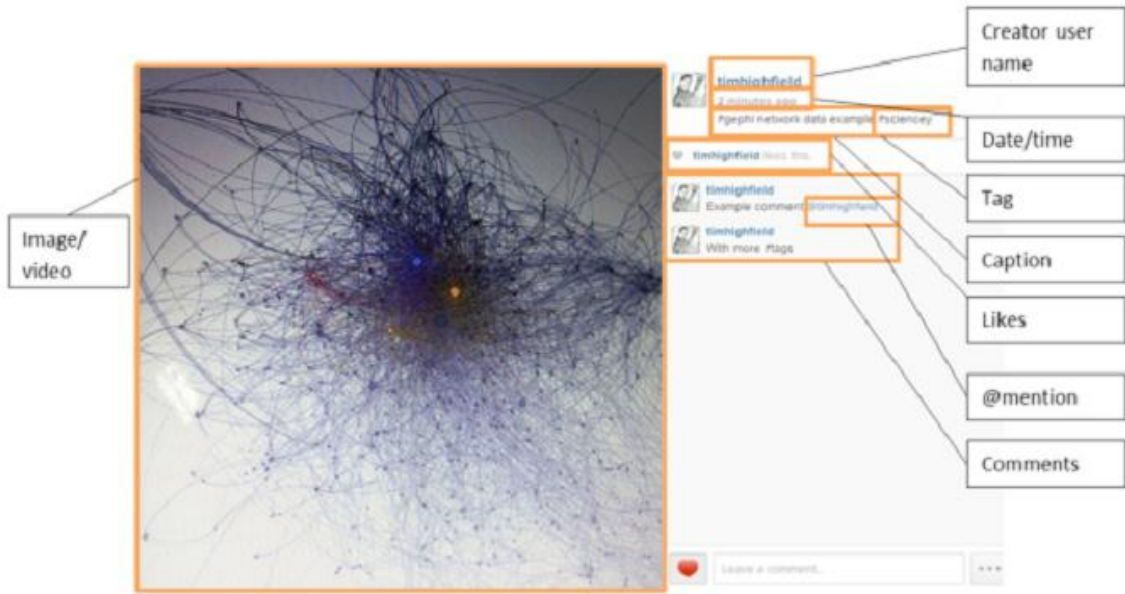 Image/
video
timhighfield
2 minutes ago
#gephi network data example #sciencey
timhighfield likes this.
timhighfield
Example comment @timhighfield
timhighfield
With more #tags
Leave a comment...
Creator user
name
Date/time
Tag
Caption
Likes
@mention
Comments